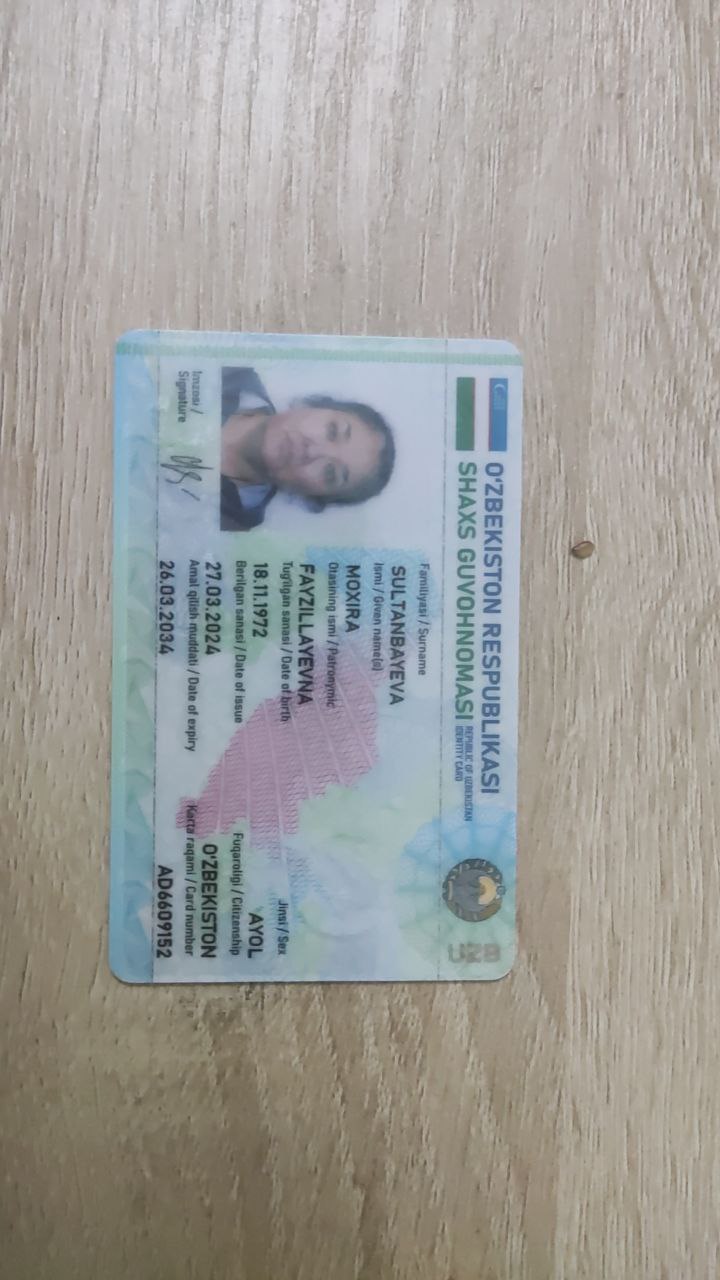 O'ZBEKISTON RESPUBLIKASI
SHAXS GUVOHNOMASI
REPUBLIC OF UZBEKISTAN
IDENTITY CARD
UZB
Familiyasi / Surname
SULTANBAYEVA
Ismi / Given name(s)
MOXIRA
Otasining ismi / Patronymic
FAYZILLAYEVNA
Tug'ilgan sanasi / Date of birth
18.11.1972
Jinsi / Sex
AYOL
Berilgan sanasi / Date of issue
27.03.2024
Fuqaroligi / Citizenship
O'ZBEKISTON
Amal qilish muddati / Date of expiry
26.03.2034
Karta raqami / Card number
AD6609152
Imzosi /
Signature